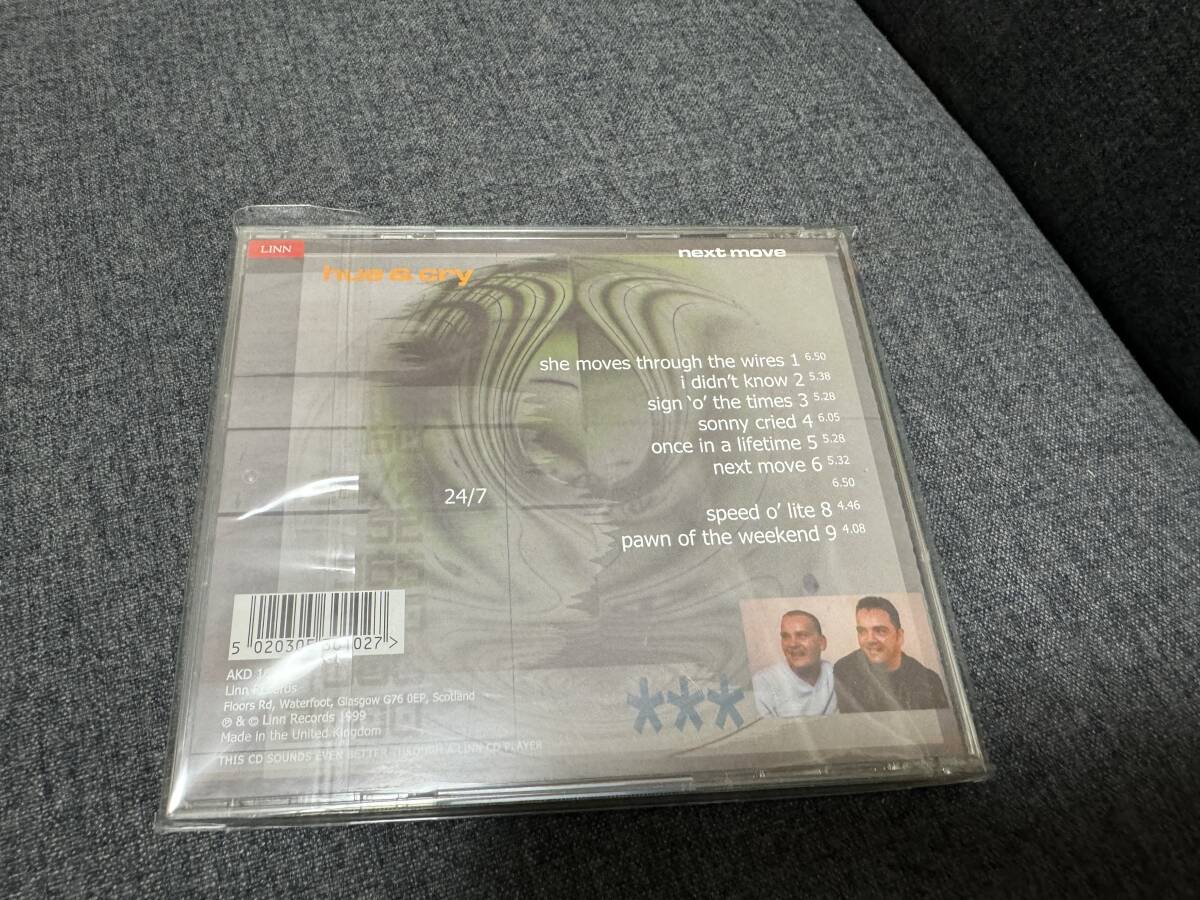 LINN
next move
hue & cry
she moves through the wires 1 6.50
i didn't know 2 5.38
sign 'o' the times 3 5.28
sonny cried 4 6.05
once in a lifetime 5 5.28
next move 6 5.32
24/7 6.50
speed o' lite 8 4.46
pawn of the weekend 9 4.08
AKD
Linn Records
Floors Rd, Waterfoot, Glasgow G76 0EP, Scotland
℗ & © Linn Records 1999
Made in the United Kingdom
THIS CD SOUNDS EVEN BETTER THROUGH A LINN CD PLAYER
***